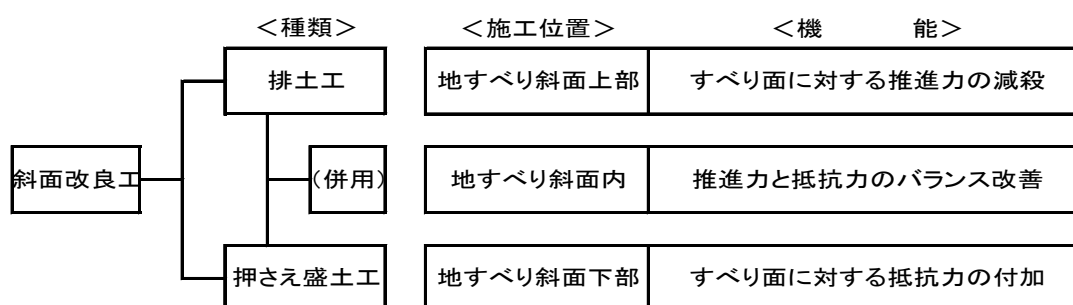 ＜種類＞ ＜施工位置＞ ＜機　　　能＞
排土工 地すべり斜面上部 すべり面に対する推進力の減殺
斜面改良工 (併用) 地すべり斜面内 推進力と抵抗力のバランス改善
押さえ盛土工 地すべり斜面下部 すべり面に対する抵抗力の付加